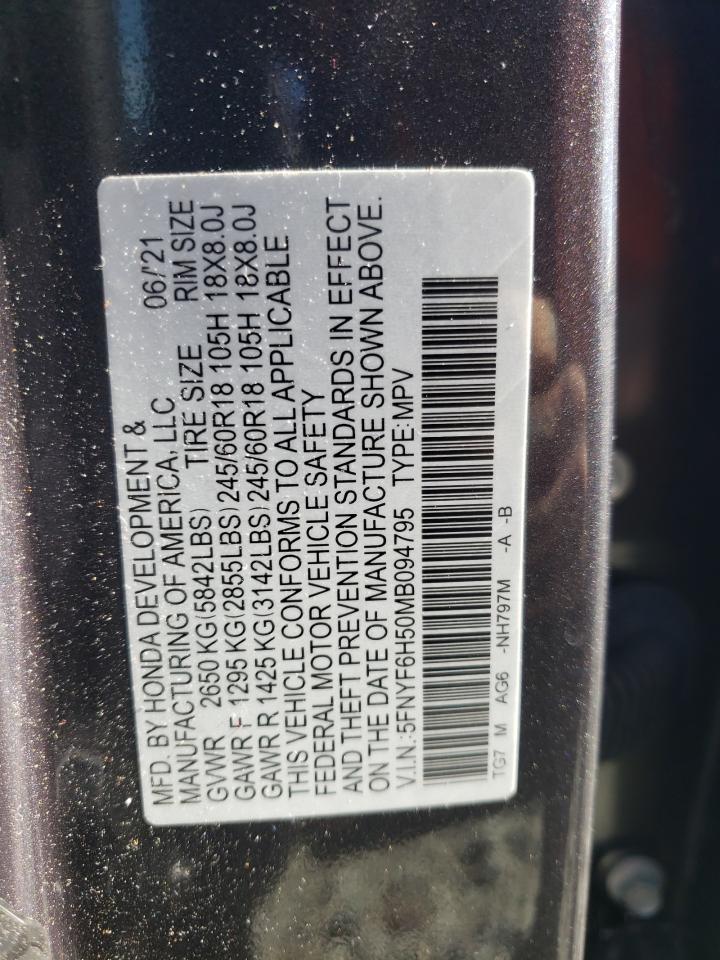 MFD. BY HONDA DEVELOPMENT &
MANUFACTURING OF AMERICA, LLC 06/'21
GVWR 2650 KG(5842LBS) TIRE SIZE RIM SIZE
GAWR F 1295 KG(2855LBS)245/60R18 105H 18X8.0J
GAWR R 1425 KG(3142LBS)245/60R18 105H 18X8.0J
THIS VEHICLE CONFORMS TO ALL APPLICABLE
FEDERAL MOTOR VEHICLE SAFETY
AND THEFT PREVENTION STANDARDS IN EFFECT
ON THE DATE OF MANUFACTURE SHOWN ABOVE.
V.I.N.:5FNYF6H50MB094795 TYPE:MPV
TG7 M AG6 -NH797M -A -B